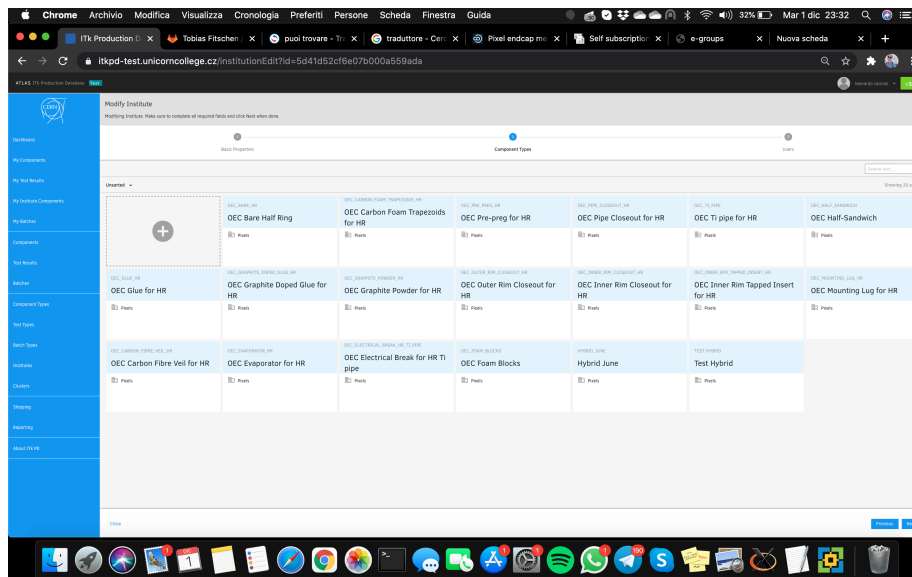 Chrome Archivio Modifica Visualizza Cronologia Preferiti Persone Scheda Finestra Guida 32% Mar 1 dic 23:32
ITk Production D Tobias Fitschen puoi trovare - Tra traduttore - Cerc Pixel endcap me Self subscription e-groups Nuova scheda
itkpd-test.unicorncollege.cz/institutionEdit?id=5d41d52cf6e07b000a559ada
ATLAS ITk Production Database Test
CERN
Modify Institute
Modifying Institute. Make sure to complete all required fields and click Next when done.
Dashboard
My Components
My Test Results
My Institute Components
My Batches
Components
Test Results
Batches
Component Types
Test Types
Batch Types
Institutes
Clusters
Shipping
Reporting
About ITk PD
Basic Properties Component Types Users
Search text ...
Unsorted
OEC_BARE_HR
OEC Bare Half Ring
Pixels
OEC_CARBON_FOAM_TRAPEZOIDS_HR
OEC Carbon Foam Trapezoids
for HR
Pixels
OEC_PRE_PREG_HR
OEC Pre-preg for HR
Pixels
OEC_PIPE_CLOSEOUT_HR
OEC Pipe Closeout for HR
Pixels
OEC_TI_PIPE
OEC Ti pipe for HR
Pixels
OEC_HALF_SANDWICH
OEC Half-Sandwich
Pixels
OEC_GLUE_HR
OEC Glue for HR
Pixels
OEC_GRAPHITE_DOPED_GLUE_HR
OEC Graphite Doped Glue for
HR
Pixels
OEC_GRAPHITE_POWDER_HR
OEC Graphite Powder for HR
Pixels
OEC_OUTER_RIM_CLOSEOUT_HR
OEC Outer Rim Closeout for
HR
Pixels
OEC_INNER_RIM_CLOSEOUT_HR
OEC Inner Rim Closeout for
HR
Pixels
OEC_INNER_RIM_TAPPED_INSERT_HR
OEC Inner Rim Tapped Insert
for HR
Pixels
OEC_MOUNTING_LUG_HR
OEC Mounting Lug for HR
Pixels
OEC_CARBON_FIBRE_VEIL_HR
OEC Carbon Fibre Veil for HR
Pixels
OEC_EVAPORATOR_HR
OEC Evaporator for HR
Pixels
OEC_ELECTRICAL_BREAK_HR_TI_PIPE
OEC Electrical Break for HR Ti
pipe
Pixels
OEC_FOAM_BLOCKS
OEC Foam Blocks
Pixels
HYBRID_JUNE
Hybrid June
Pixels
TEST HYBRID
Test Hybrid
Pixels
Close Previous